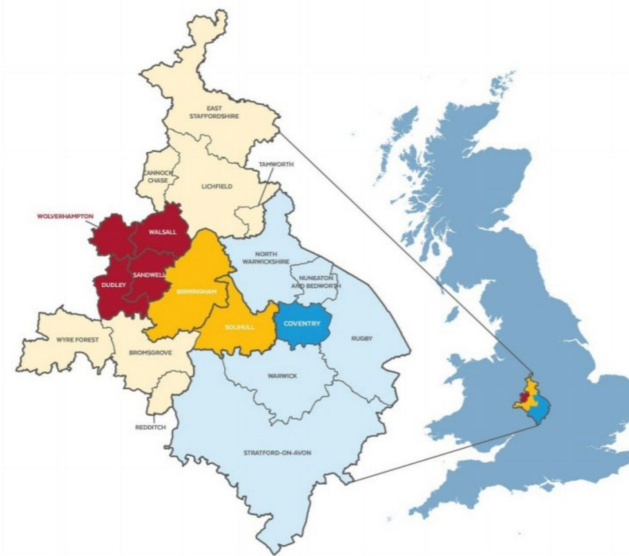 EAST
STAFFORDSHIRE
TAMWORTH
CANNOCK
CHASE
LICHFIELD
WOLVERHAMPTON
WALSALL
NORTH
WARWICKSHIRE
SANDWELL
DUDLEY
NUNEATON
AND BEDWORTH
BIRMINGHAM
SOLIHULL
COVENTRY
WYRE FOREST
RUGBY
BROMSGROVE
WARWICK
REDDITCH
STRATFORD-ON-AVON